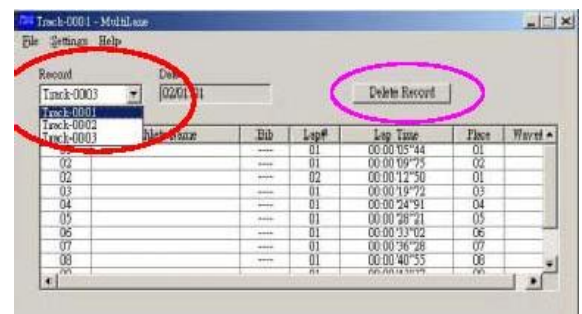 Track-0001 - MultiLane
File Settings Help
Record Date
Track-0003 02/01/01 Delete Record
Track-0001
Track-0002
Track-0003 Name Bib Lap# Lap Time Place
01 ---- 01 00:00'05"44 01
02 ---- 01 00:00'09"75 02
02 ---- 02 00:00'12"50 01
03 ---- 01 00:00'19"72 03
04 ---- 01 00:00'24"91 04
05 ---- 01 00:00'28"21 05
06 ---- 01 00:00'33"02 06
07 ---- 01 00:00'36"28 07
08 ---- 01 00:00'40"55 08